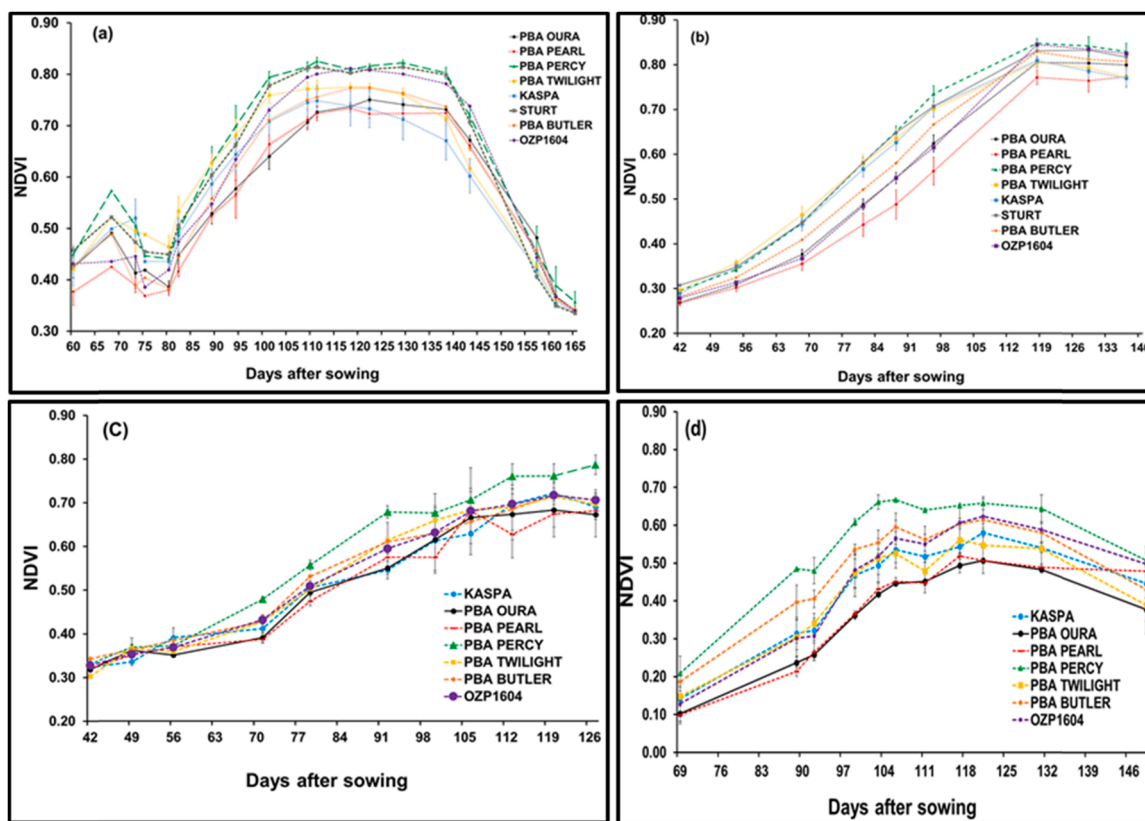 (a)
0.90
0.80
0.70
0.60
0.50
0.40
0.30
NDVI
60 65 70 75 80 85 90 95 100 105 110 115 120 125 130 135 140 145 150 155 160 165
Days after sowing
PBA OURA
PBA PEARL
PBA PERCY
PBA TWILIGHT
KASPA
STURT
PBA BUTLER
OZP1604
(b)
0.90
0.80
0.70
0.60
0.50
0.40
0.30
0.20
NDVI
42 49 56 63 70 77 84 91 98 105 112 119 126 133 140
Days after sowing
PBA OURA
PBA PEARL
PBA PERCY
PBA TWILIGHT
KASPA
STURT
PBA BUTLER
OZP1604
(C)
0.90
0.80
0.70
0.60
0.50
0.40
0.30
0.20
NDVI
42 49 56 63 70 77 84 91 98 105 112 119 126
Days after sowing
KASPA
PBA OURA
PBA PEARL
PBA PERCY
PBA TWILIGHT
PBA BUTLER
OZP1604
(d)
0.90
0.80
0.70
0.60
0.50
0.40
0.30
0.20
0.10
0.00
NDVI
69 76 83 90 97 104 111 118 125 132 139 146
Days after sowing
KASPA
PBA OURA
PBA PEARL
PBA PERCY
PBA TWILIGHT
PBA BUTLER
OZP1604